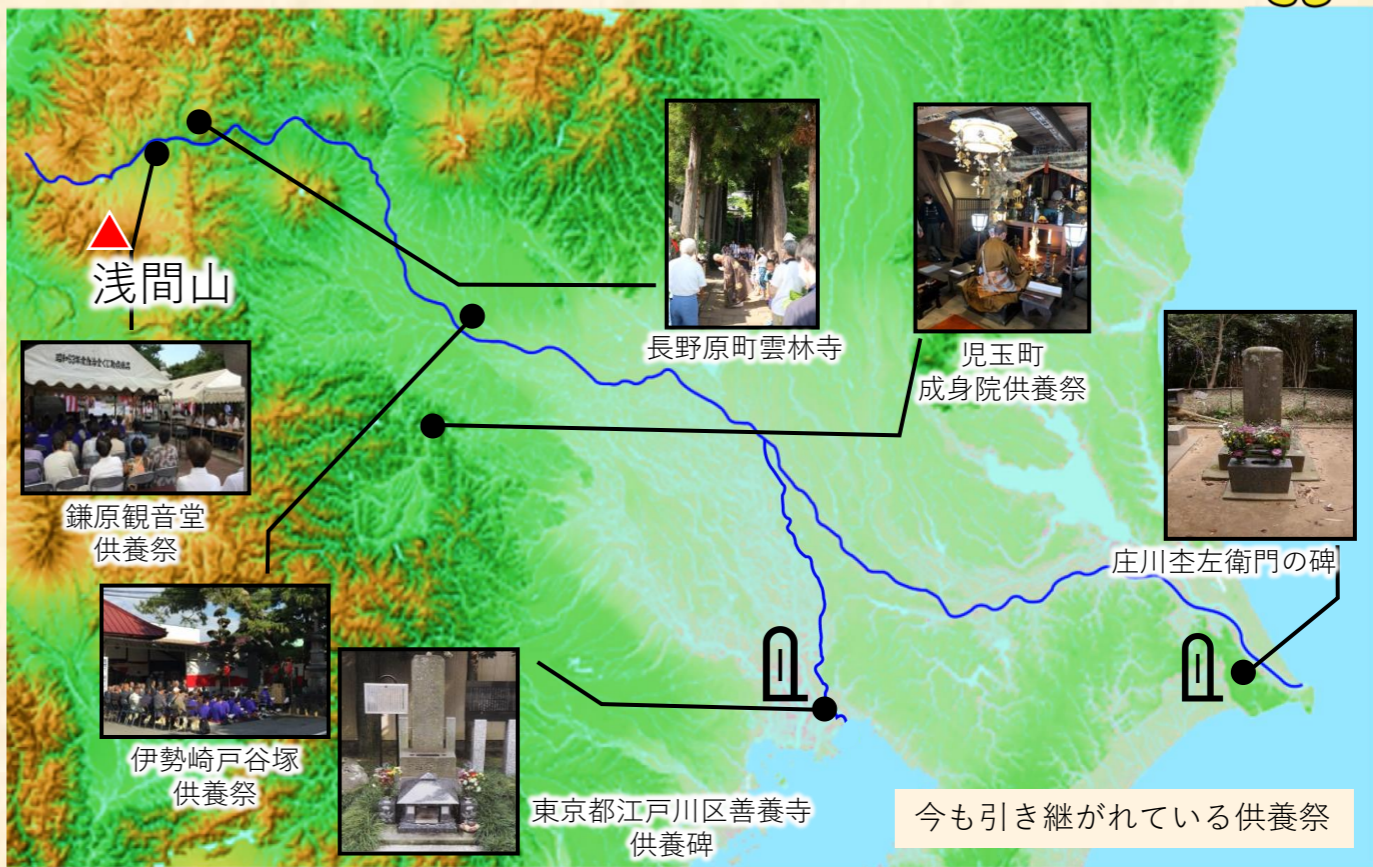 浅間山
長野原町雲林寺
児玉町
成身院供養祭
鎌原観音堂
供養祭
庄川杢左衛門の碑
伊勢崎戸谷塚
供養祭
東京都江戸川区善養寺
供養碑
今も引き継がれている供養祭